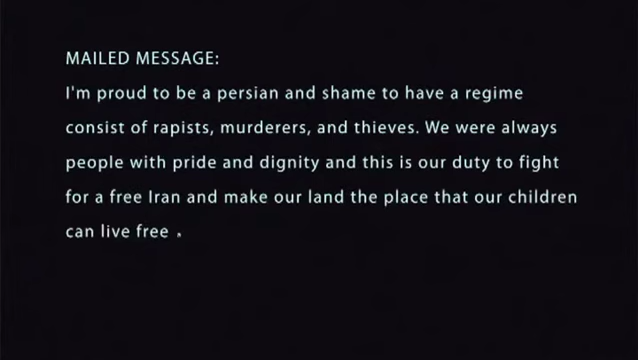 MAILED MESSAGE:
I'm proud to be a persian and shame to have a regime
consist of rapists, murderers, and thieves. We were always
people with pride and dignity and this is our duty to fight
for a free Iran and make our land the place that our children
can live free .